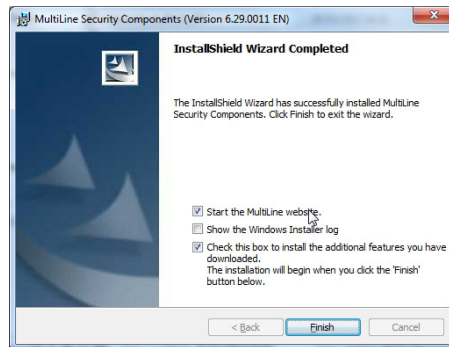 MultiLine Security Components (Version 6.29.0011 EN)
InstallShield Wizard Completed
The InstallShield Wizard has successfully installed MultiLine
Security Components. Click Finish to exit the wizard.
Start the MultiLine website.
Show the Windows Installer log
Check this box to install the additional features you have
downloaded.
The installation will begin when you click the 'Finish'
button below.
< Back
Finish
Cancel